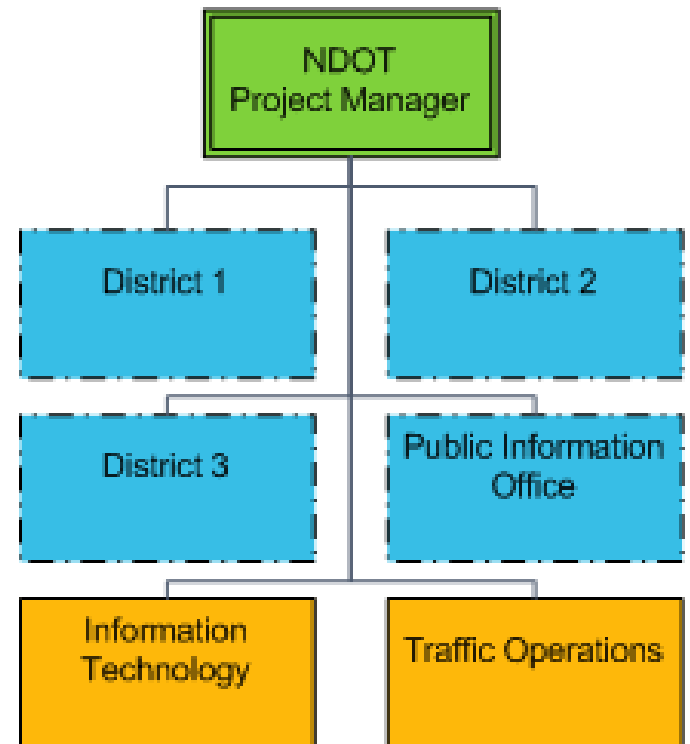 NDOT
Project Manager
District 1
District 2
District 3
Public Information
Office
Information
Technology
Traffic Operations